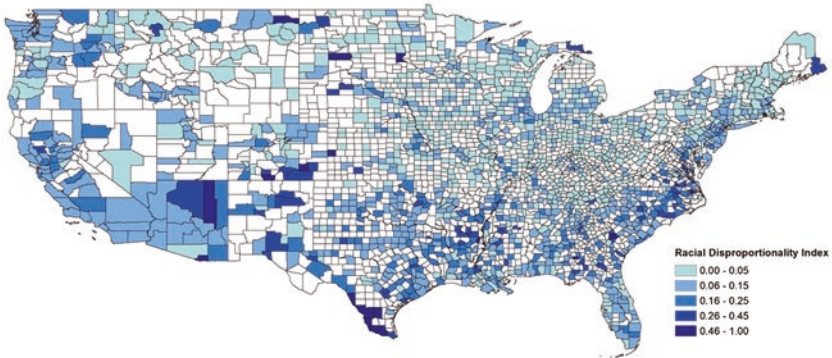 Racial Disproportionality Index
0.00 - 0.05
0.06 - 0.15
0.16 - 0.25
0.26 - 0.45
0.46 - 1.00